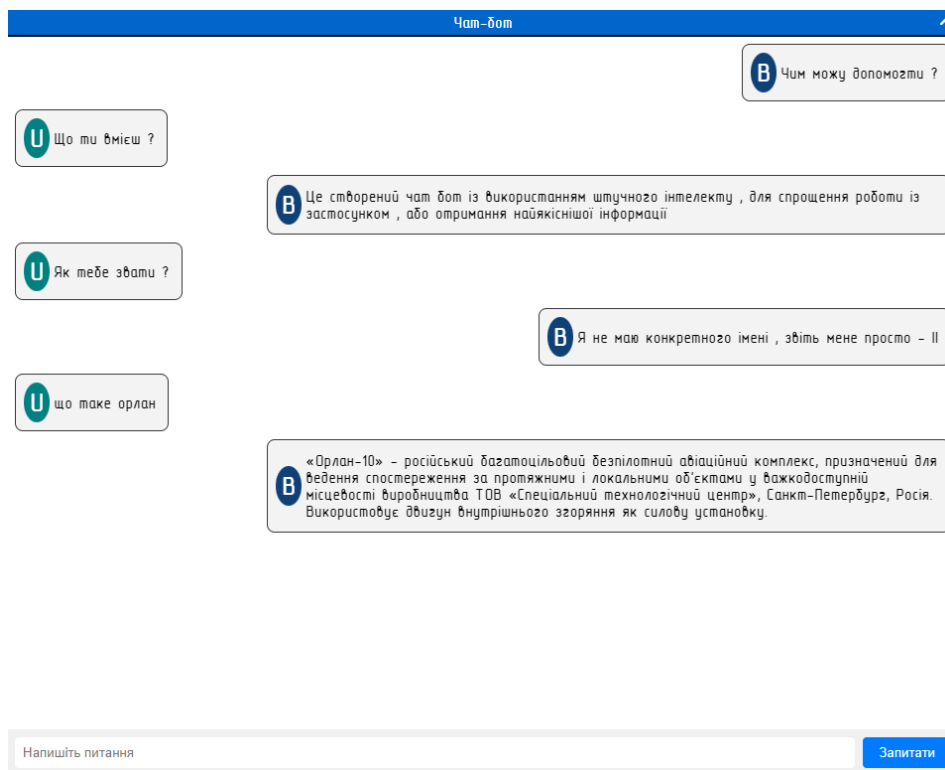 Чат-бот
B Чим можу допомогти ?
U Що ти вмієш ?
B Це створений чат бот із використанням штучного інтелекту , для спрощення роботи із
застосунком , або отримання найякіснішої інформації
U Як тебе звати ?
B Я не маю конкретного імені , звіть мене просто - ІІ
U що таке орлан
B «Орлан-10» - російський багатоцільовий безпілотний авіаційний комплекс, призначений для
ведення спостереження за протяжними і локальними об'єктами у важкодоступній
місцевості виробництва ТОВ «Спеціальний технологічний центр», Санкт-Петербург, Росія.
Використовує двигун внутрішнього згоряння як силову установку.
Напишіть питання
Запитати